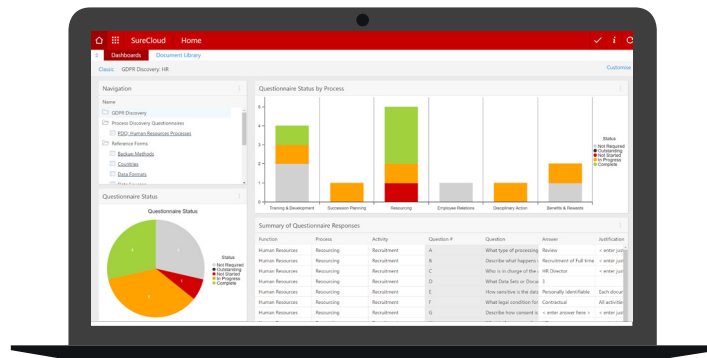 SureCloud Home
Dashboards Document Library
Classic GDPR Discovery: HR Customise
Navigation
Name
GDPR Discovery
Process Discovery Questionnaires
PDQ: Human Resources Processes
Reference Forms
Backup Methods
Countries
Data Formats
Questionnaire Status
Questionnaire Status
Status
Not Required
Outstanding
Not Started
In Progress
Complete
Questionnaire Status by Process
5
4
3
2
1
0
Training & Development Succession Planning Resourcing Employee Relations Disciplinary Action Benefits & Rewards
Status
Not Required
Outstanding
Not Started
In Progress
Complete
Summary of Questionnaire Responses
Function Process Activity Question # Question Answer Justification
Human Resources Resourcing Recruitment A What type of processing Review < enter just
Human Resources Resourcing Recruitment B Describe what happens Recruitment of Full time < enter just
Human Resources Resourcing Recruitment C Who is in charge of the HR Director < enter just
Human Resources Resourcing Recruitment D What Data Sets or Docu 3
Human Resources Resourcing Recruitment E How sensitive is the data Personally Identifiable Each docu
Human Resources Resourcing Recruitment F What legal condition for Contractual All activitie
Human Resources Resourcing Recruitment G Describe how consent is < enter answer here > < enter just